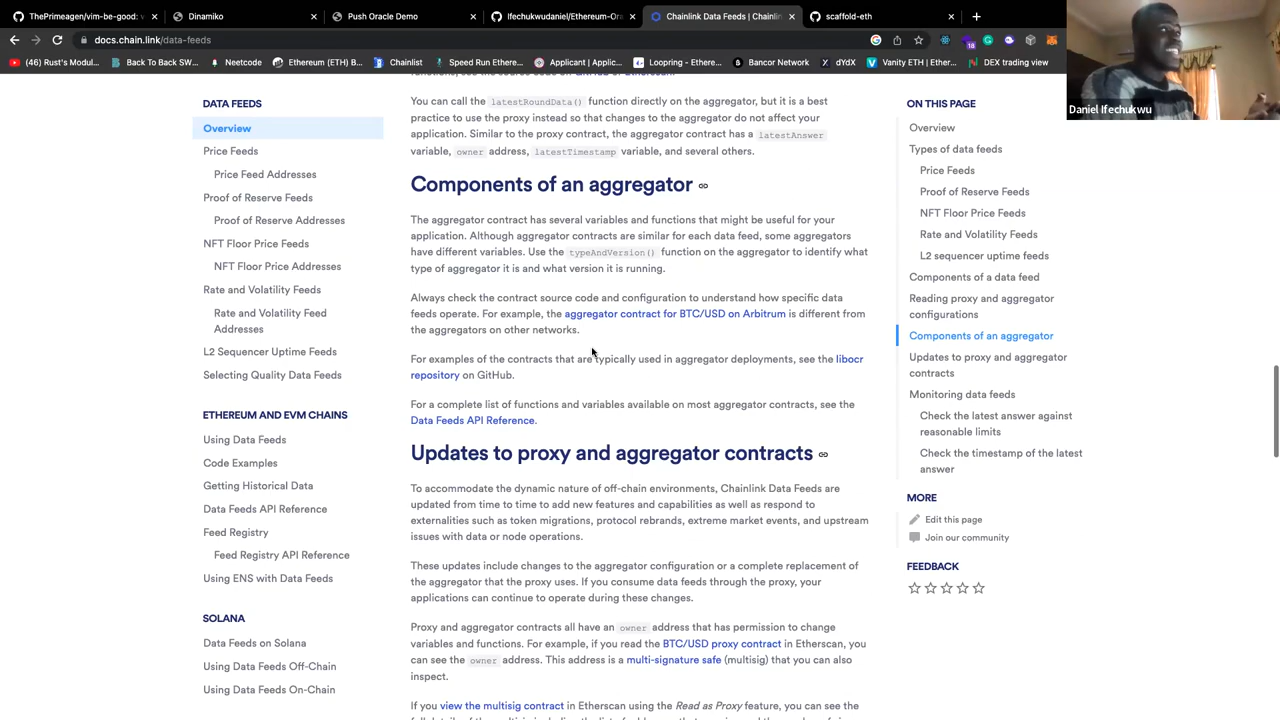 ThePrimeagen/vim-be-good: v
Dinamiko
Push Oracle Demo
Ifechukwudaniel/Ethereum-Or
Chainlink Data Feeds | Chainlin
scaffold-eth
docs.chain.link/data-feeds
18
(46) Rust's Modul...
Back To Back SW...
Neetcode
Ethereum (ETH) B...
Chainlist
Speed Run Ethere...
Applicant | Applic...
Loopring - Ethere...
Bancor Network
dYdX
Vanity ETH | Ether...
DEX trading view
Daniel Ifechukwu
DATA FEEDS
Overview
Price Feeds
Price Feed Addresses
Proof of Reserve Feeds
Proof of Reserve Addresses
NFT Floor Price Feeds
NFT Floor Price Addresses
Rate and Volatility Feeds
Rate and Volatility Feed
Addresses
L2 Sequencer Uptime Feeds
Selecting Quality Data Feeds
ETHEREUM AND EVM CHAINS
Using Data Feeds
Code Examples
Getting Historical Data
Data Feeds API Reference
Feed Registry
Feed Registry API Reference
Using ENS with Data Feeds
SOLANA
Data Feeds on Solana
Using Data Feeds Off-Chain
Using Data Feeds On-Chain
You can call the latestRoundData() function directly on the aggregator, but it is a best
practice to use the proxy instead so that changes to the aggregator do not affect your
application. Similar to the proxy contract, the aggregator contract has a latestAnswer
variable, owner address, latestTimestamp variable, and several others.
Components of an aggregator
The aggregator contract has several variables and functions that might be useful for your
application. Although aggregator contracts are similar for each data feed, some aggregators
have different variables. Use the typeAndVersion() function on the aggregator to identify what
type of aggregator it is and what version it is running.
Always check the contract source code and configuration to understand how specific data
feeds operate. For example, the aggregator contract for BTC/USD on Arbitrum is different from
the aggregators on other networks.
For examples of the contracts that are typically used in aggregator deployments, see the libocr
repository on GitHub.
For a complete list of functions and variables available on most aggregator contracts, see the
Data Feeds API Reference.
Updates to proxy and aggregator contracts
To accommodate the dynamic nature of off-chain environments, Chainlink Data Feeds are
updated from time to time to add new features and capabilities as well as respond to
externalities such as token migrations, protocol rebrands, extreme market events, and upstream
issues with data or node operations.
These updates include changes to the aggregator configuration or a complete replacement of
the aggregator that the proxy uses. If you consume data feeds through the proxy, your
applications can continue to operate during these changes.
Proxy and aggregator contracts all have an owner address that has permission to change
variables and functions. For example, if you read the BTC/USD proxy contract in Etherscan, you
can see the owner address. This address is a multi-signature safe (multisig) that you can also
inspect.
If you view the multisig contract in Etherscan using the Read as Proxy feature, you can see the
ON THIS PAGE
Overview
Types of data feeds
Price Feeds
Proof of Reserve Feeds
NFT Floor Price Feeds
Rate and Volatility Feeds
L2 sequencer uptime feeds
Components of a data feed
Reading proxy and aggregator
configurations
Components of an aggregator
Updates to proxy and aggregator
contracts
Monitoring data feeds
Check the latest answer against
reasonable limits
Check the timestamp of the latest
answer
MORE
Edit this page
Join our community
FEEDBACK